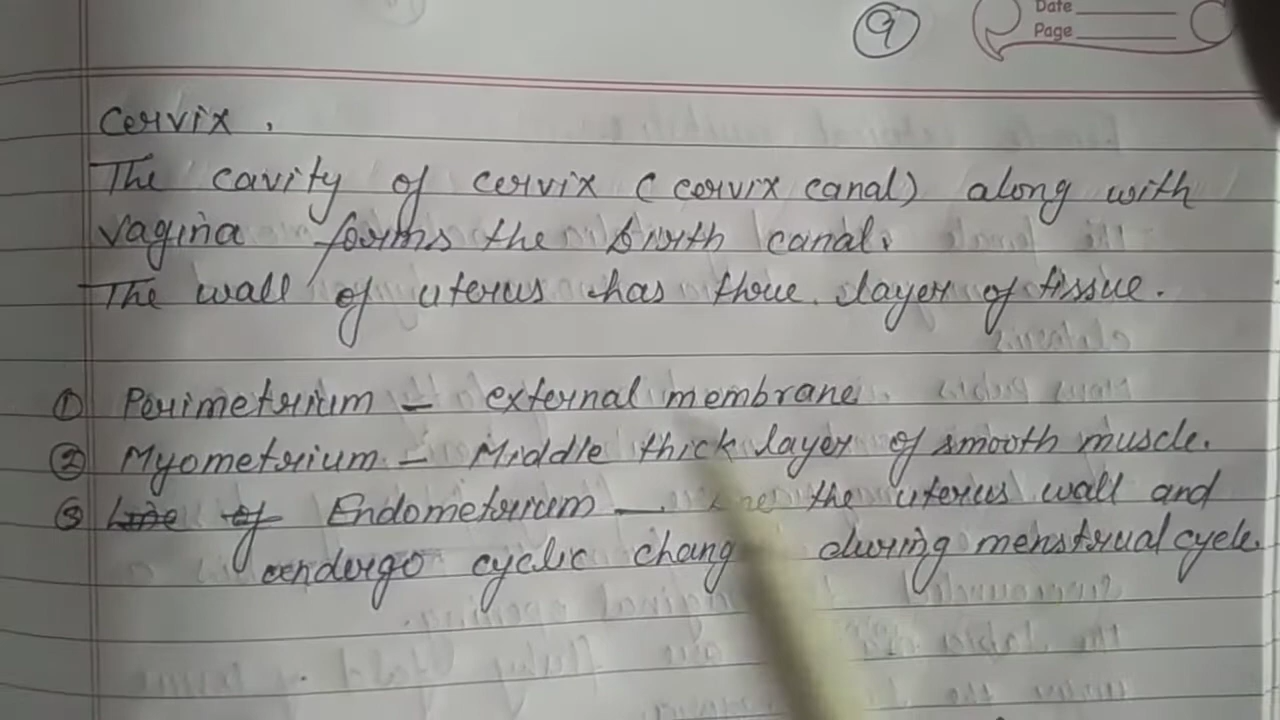 9
Date
Page
Cervix.
The cavity of cervix (cervix canal) along with
vagina forms the birth canal.
The wall of uterus has three layer of tissue.
① Perimetrium – external membrane.
② Myometrium – Middle thick layer of smooth muscle.
③ Line of Endometrium – the uterus wall and
undergo cyclic chang during menstrual cycle.